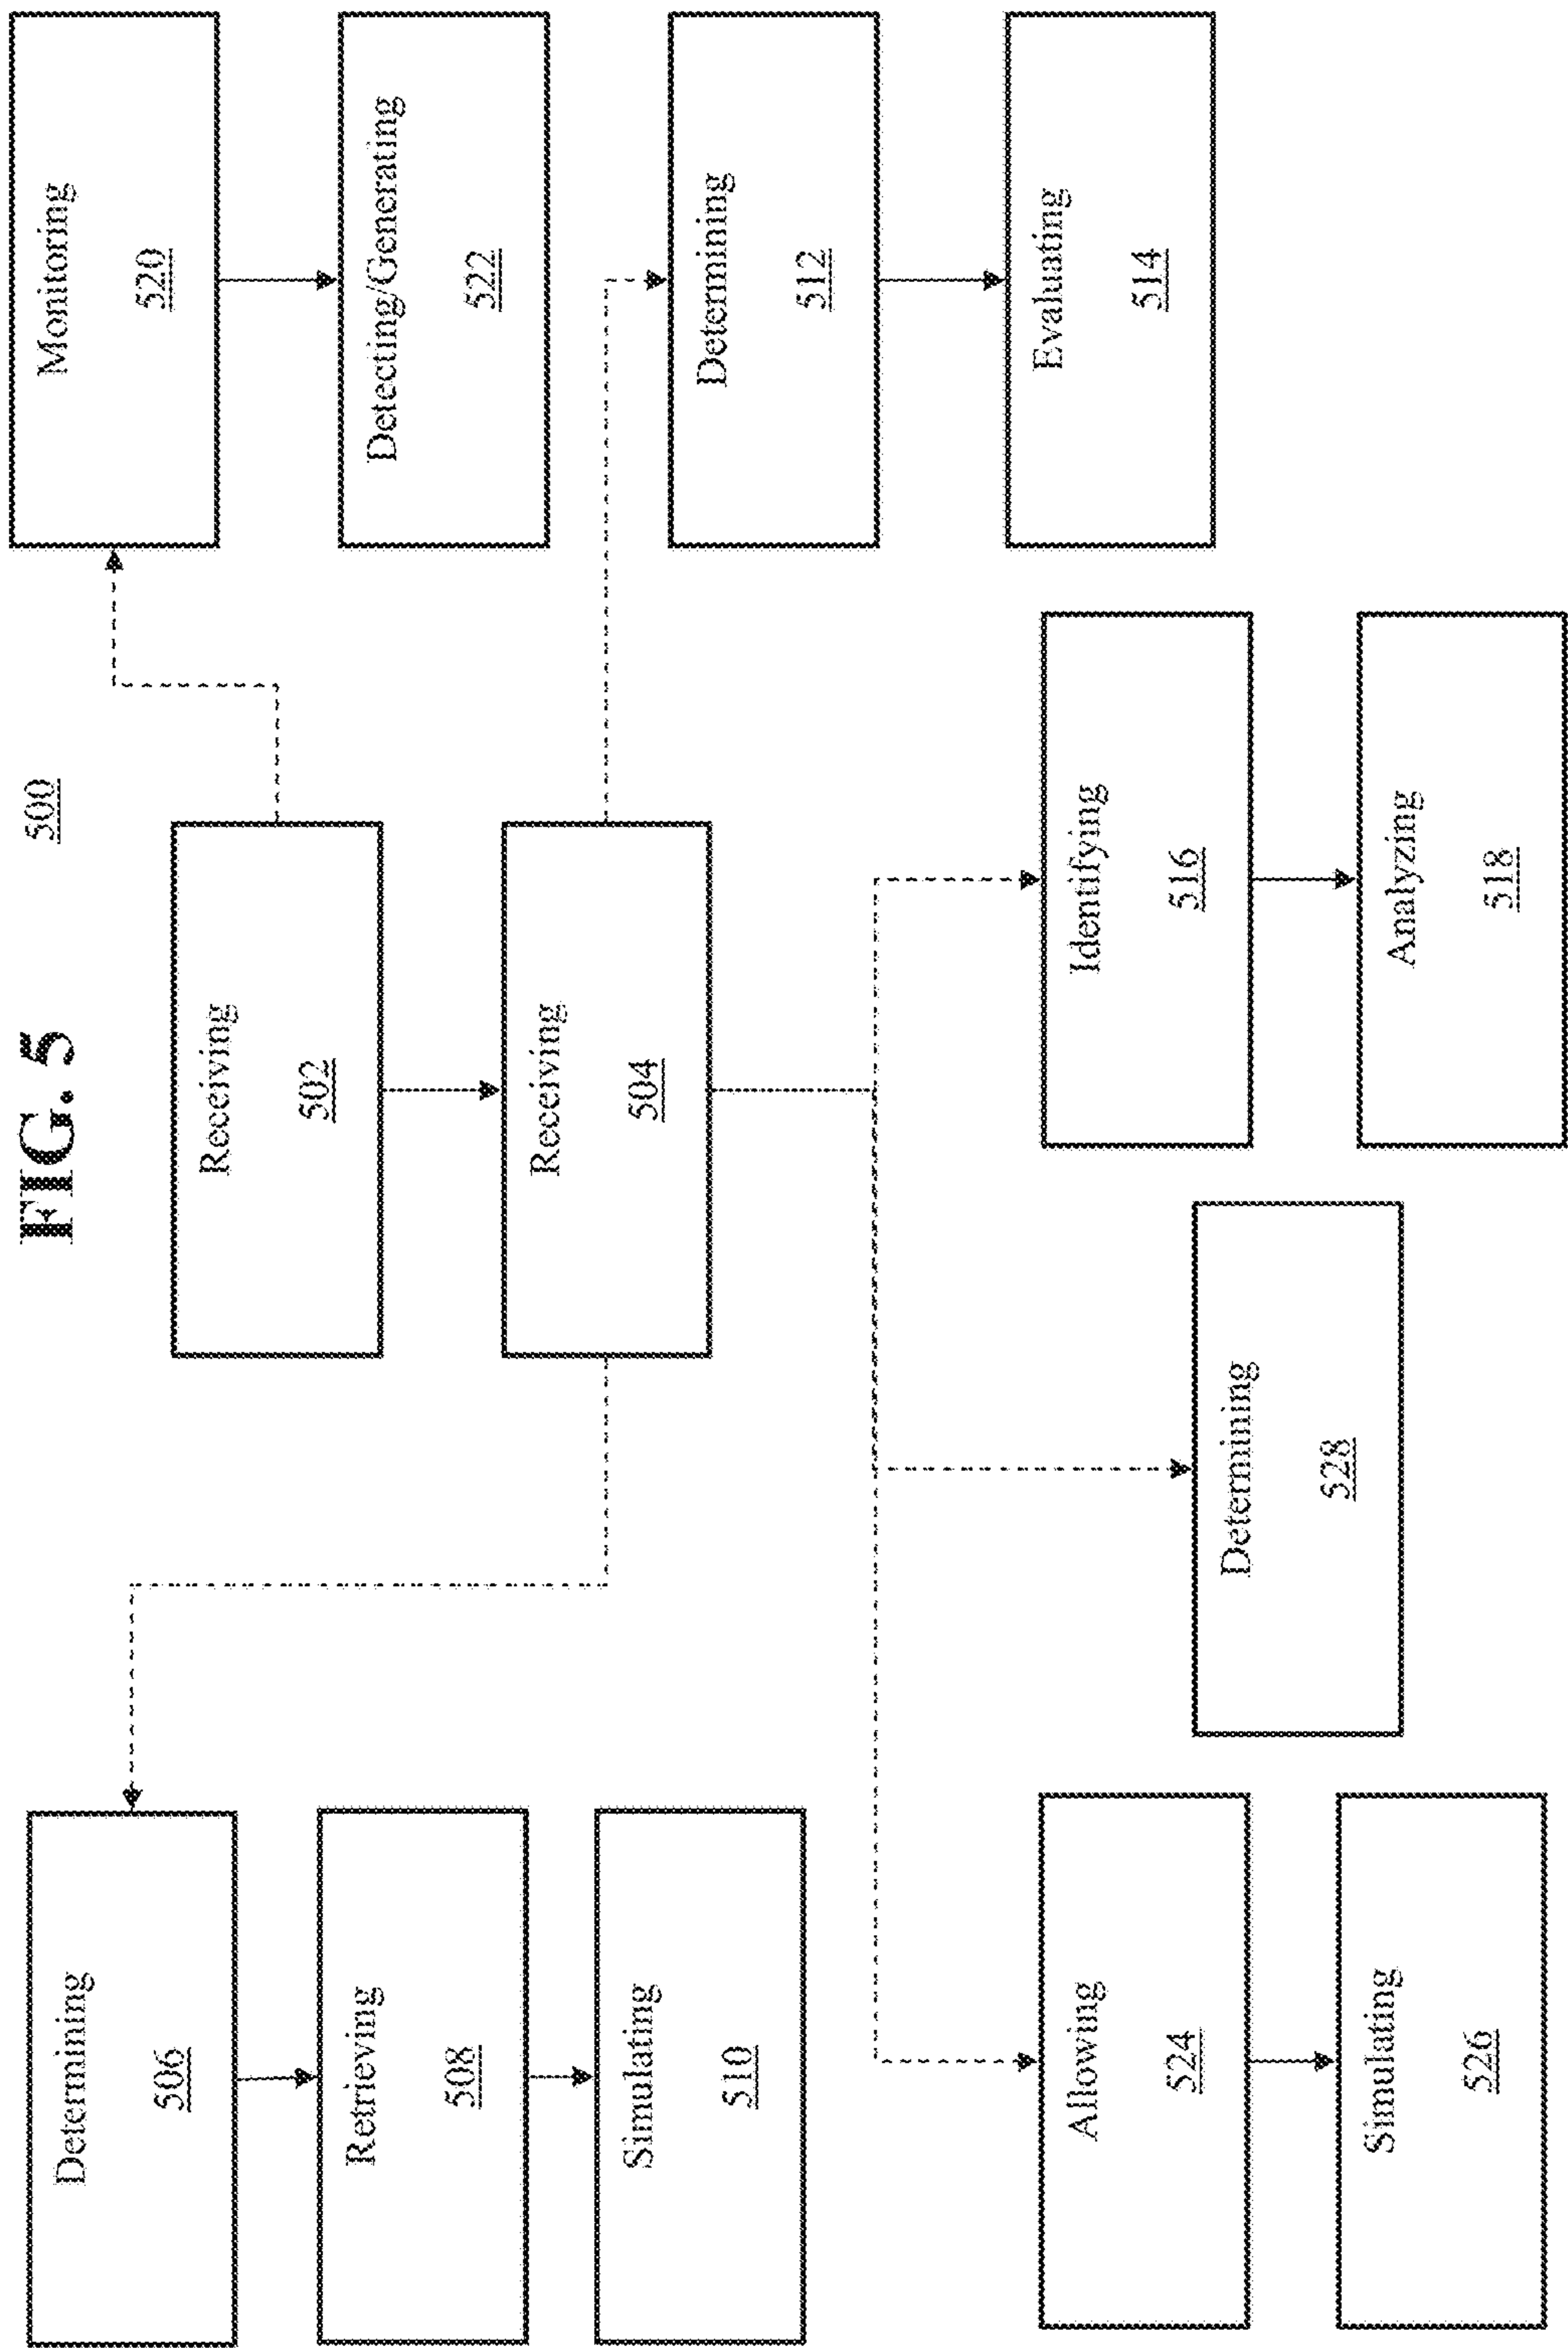 FIG. 5
500
Receiving
502
Receiving
504
Determining
506
Retrieving
508
Simulating
510
Monitoring
520
Detecting/Generating
522
Determining
512
Evaluating
514
Identifying
516
Analyzing
518
Determining
528
Allowing
524
Simulating
526